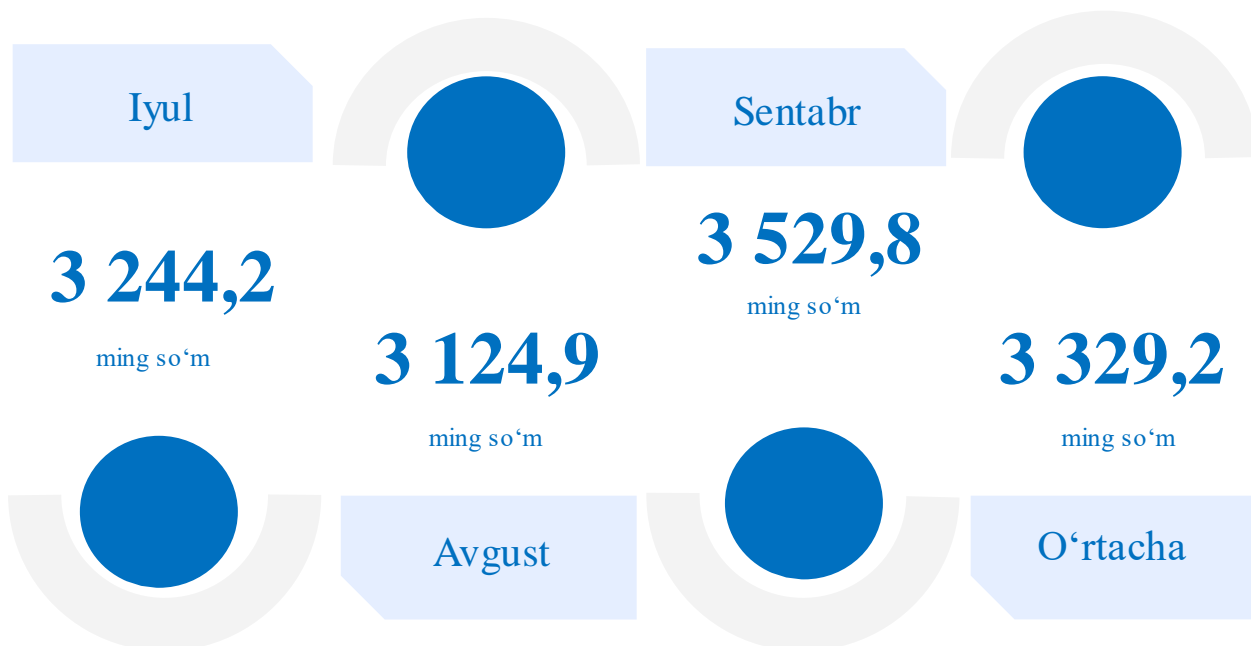 Iyul
3 244,2
ming so‘m
3 124,9
ming so‘m
Avgust
Sentabr
3 529,8
ming so‘m
3 329,2
ming so‘m
O‘rtacha